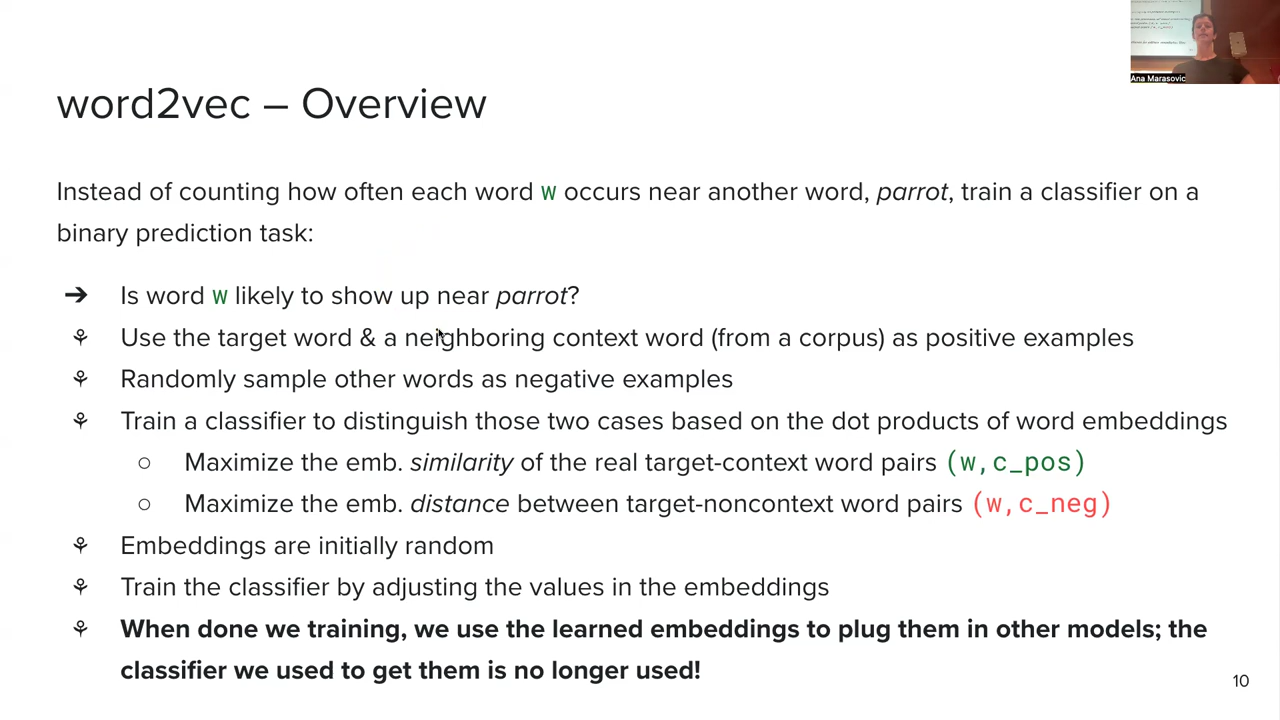 Ana Marasovic
word2vec – Overview
Instead of counting how often each word w occurs near another word, parrot, train a classifier on a
binary prediction task:
➔ Is word w likely to show up near parrot?
⚘ Use the target word & a neighboring context word (from a corpus) as positive examples
⚘ Randomly sample other words as negative examples
⚘ Train a classifier to distinguish those two cases based on the dot products of word embeddings
○ Maximize the emb. similarity of the real target-context word pairs (w,c_pos)
○ Maximize the emb. distance between target-noncontext word pairs (w,c_neg)
⚘ Embeddings are initially random
⚘ Train the classifier by adjusting the values in the embeddings
⚘ When done we training, we use the learned embeddings to plug them in other models; the
classifier we used to get them is no longer used!
10